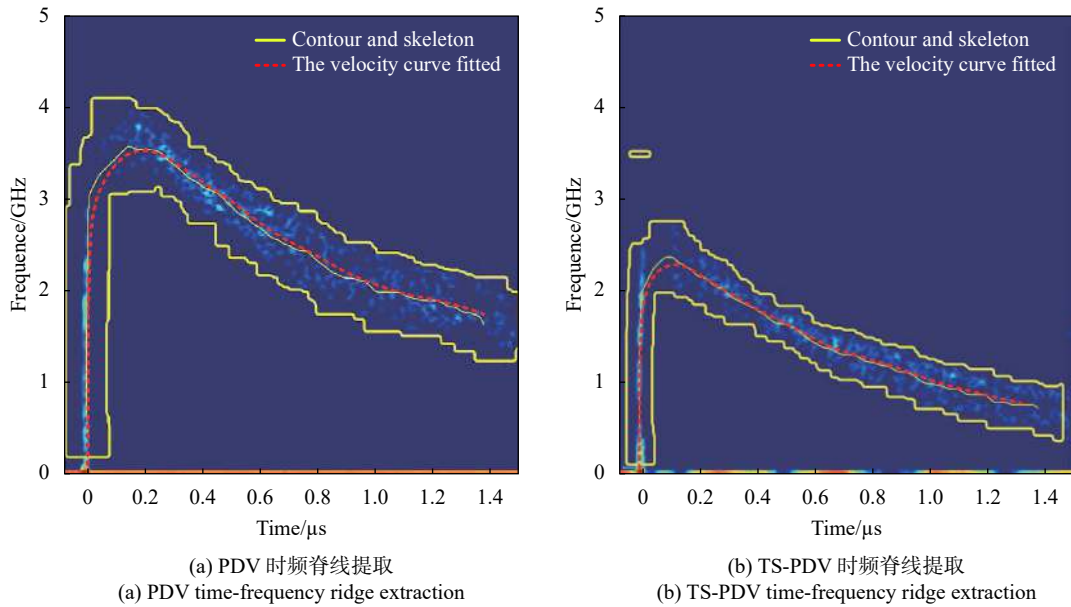 5
4
3
2
1
0
Frequence/GHz
Contour and skeleton
The velocity curve fitted
0 0.2 0.4 0.6 0.8 1.0 1.2 1.4
Time/μs
(a) PDV 时频脊线提取
(a) PDV time-frequency ridge extraction
5
4
3
2
1
0
Frequence/GHz
Contour and skeleton
The velocity curve fitted
0 0.2 0.4 0.6 0.8 1.0 1.2 1.4
Time/μs
(b) TS-PDV 时频脊线提取
(b) TS-PDV time-frequency ridge extraction